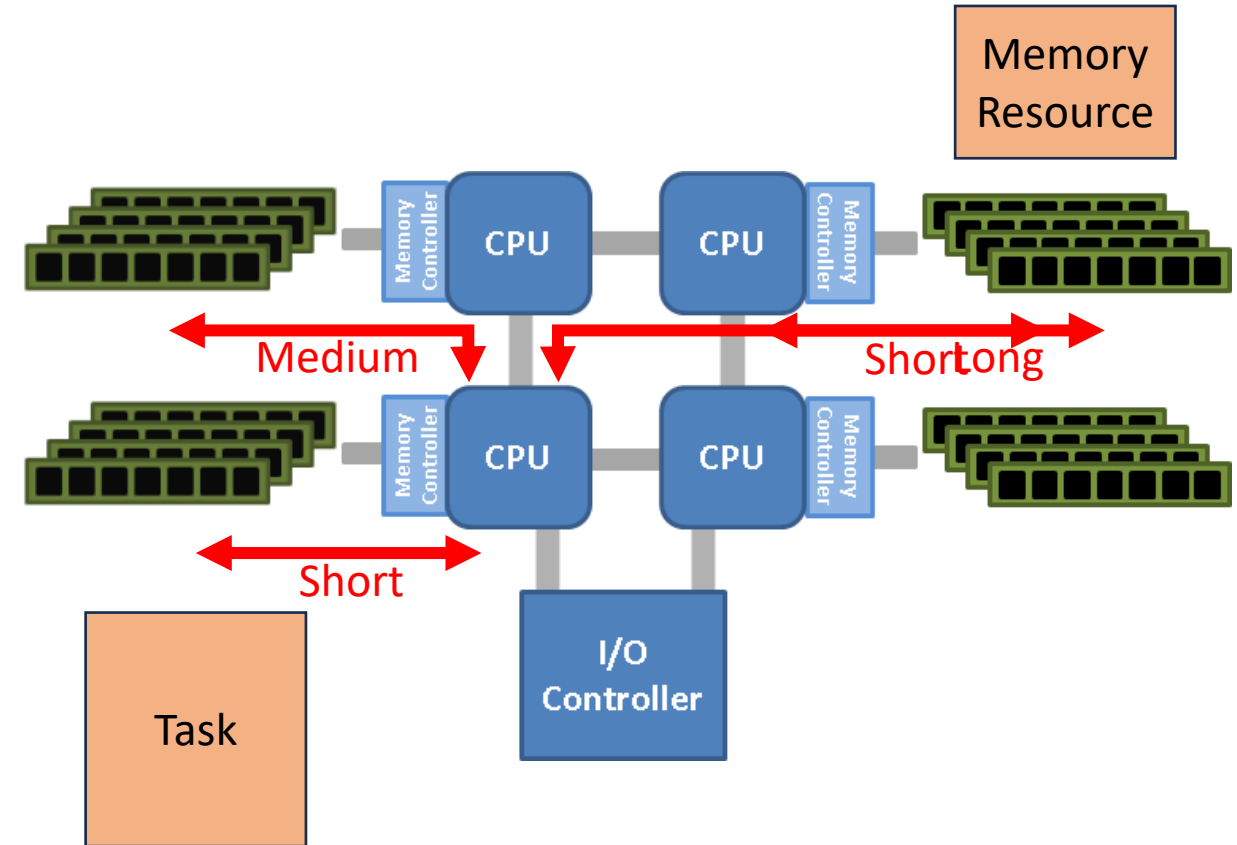 Memory
Resource
Memory
Controller
CPU
CPU
Memory
Controller
Medium
Short
Long
Memory
Controller
CPU
CPU
Memory
Controller
Short
I/O
Controller
Task